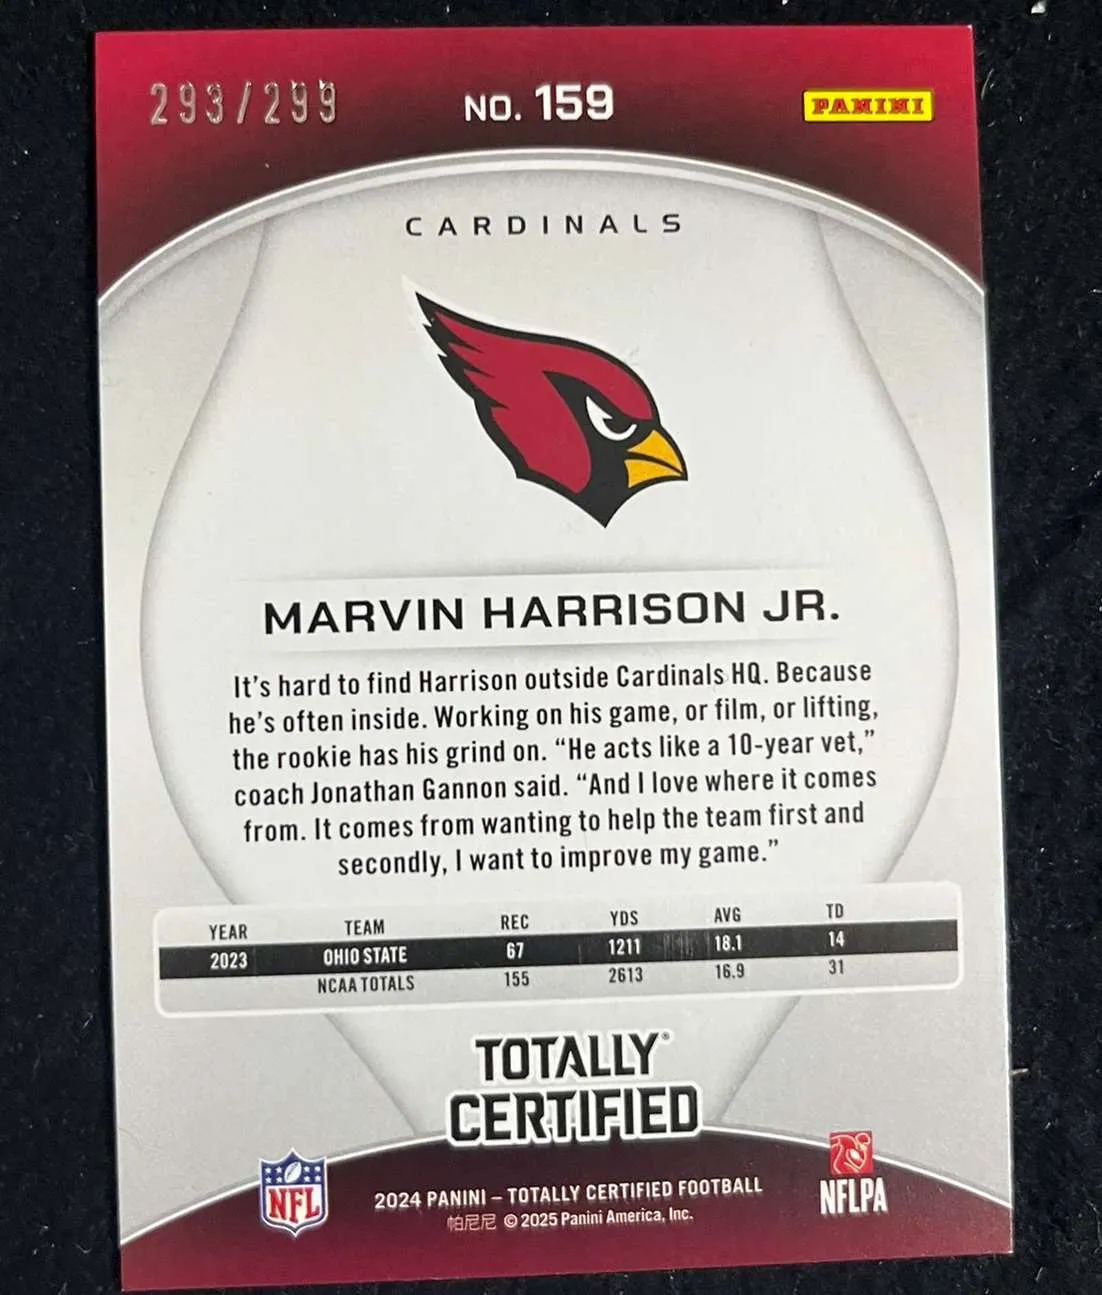 293/299 NO. 159 PANINI
CARDINALS
MARVIN HARRISON JR.
It's hard to find Harrison outside Cardinals HQ. Because
he's often inside. Working on his game, or film, or lifting,
the rookie has his grind on. “He acts like a 10-year vet,”
coach Jonathan Gannon said. “And I love where it comes
from. It comes from wanting to help the team first and
secondly, I want to improve my game.”
YEAR TEAM REC YDS AVG TD
2023 OHIO STATE 67 1211 18.1 14
NCAA TOTALS 155 2613 16.9 31
TOTALLY®
CERTIFIED
NFL
2024 PANINI – TOTALLY CERTIFIED FOOTBALL
帕尼尼 © 2025 Panini America, Inc.
NFLPA